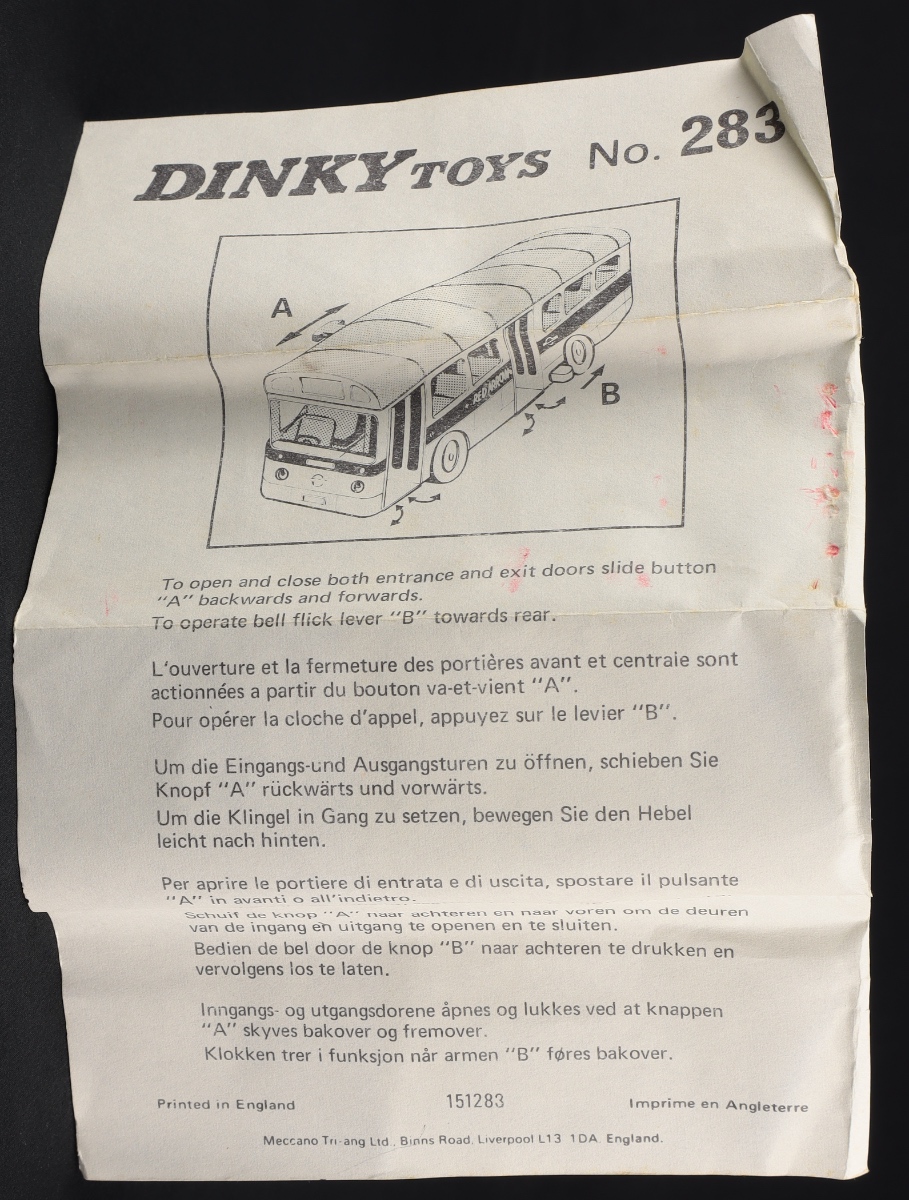 DINKY TOYS No. 283
A
RED ARROW
B
To open and close both entrance and exit doors slide button
"A" backwards and forwards.
To operate bell flick lever "B" towards rear.
L'ouverture et la fermeture des portières avant et centraie sont
actionnées a partir du bouton va-et-vient "A".
Pour opérer la cloche d'appel, appuyez sur le levier "B".
Um die Eingangs-und Ausgangsturen zu öffnen, schieben Sie
Knopf "A" rückwärts und vorwärts.
Um die Klingel in Gang zu setzen, bewegen Sie den Hebel
leicht nach hinten.
Per aprire le portiere di entrata e di uscita, spostare il pulsante
"A" in avanti o all'indietro.
Schuif de knop "A" naar achteren en naar voren om de deuren
van de ingang en uitgang te openen en te sluiten.
Bedien de bel door de knop "B" naar achteren te drukken en
vervolgens los te laten.
Inngangs- og utgangsdorene åpnes og lukkes ved at knappen
"A" skyves bakover og fremover.
Klokken trer i funksjon når armen "B" føres bakover.
Printed in England 151283 Imprime en Angleterre
Meccano Tri-ang Ltd., Binns Road, Liverpool L13 1DA England.